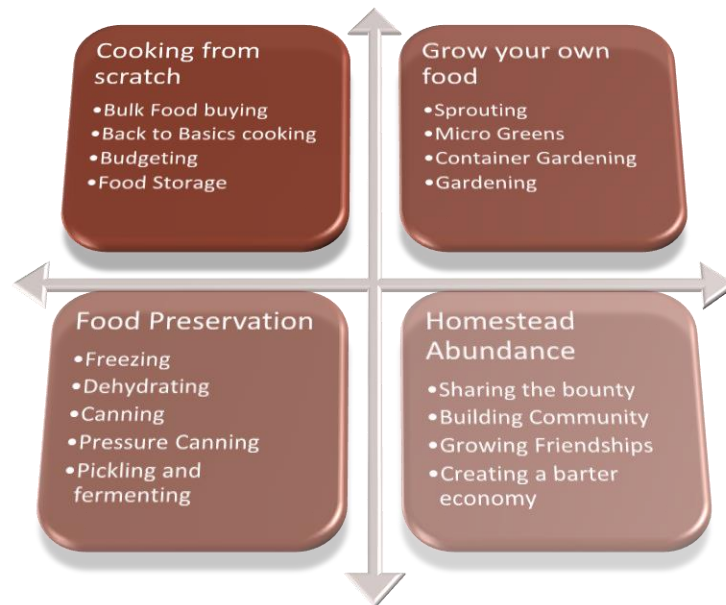 Cooking from
scratch
•Bulk Food buying
•Back to Basics cooking
•Budgeting
•Food Storage
Grow your own
food
•Sprouting
•Micro Greens
•Container Gardening
•Gardening
Food Preservation
•Freezing
•Dehydrating
•Canning
•Pressure Canning
•Pickling and
fermenting
Homestead
Abundance
•Sharing the bounty
•Building Community
•Growing Friendships
•Creating a barter
economy